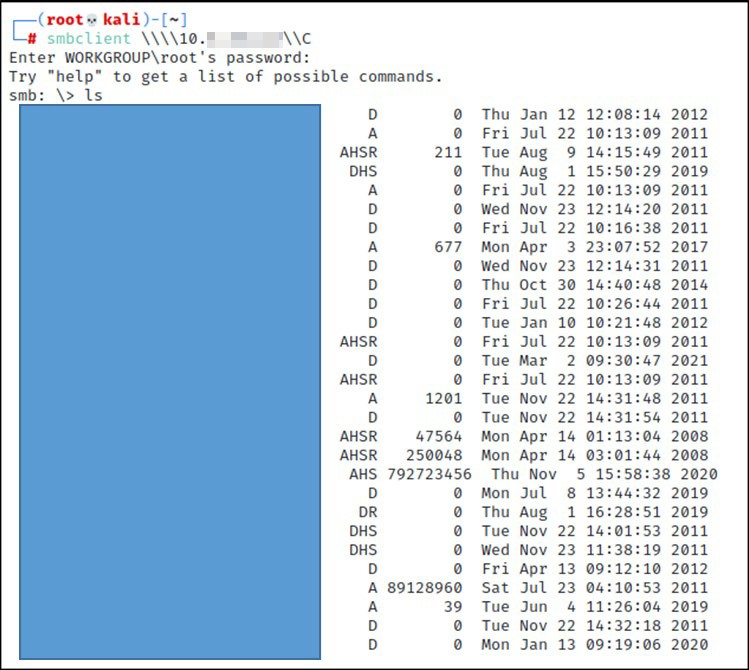 (root💀kali)-[~]
# smbclient \\\\10.\\C
Enter WORKGROUP\root's password:
Try "help" to get a list of possible commands.
smb: \> ls
D 0 Thu Jan 12 12:08:14 2012
A 0 Fri Jul 22 10:13:09 2011
AHSR 211 Tue Aug 9 14:15:49 2011
DHS 0 Thu Aug 1 15:50:29 2019
A 0 Fri Jul 22 10:13:09 2011
D 0 Wed Nov 23 12:14:20 2011
D 0 Fri Jul 22 10:16:38 2011
A 677 Mon Apr 3 23:07:52 2017
D 0 Wed Nov 23 12:14:31 2011
D 0 Thu Oct 30 14:40:48 2014
D 0 Fri Jul 22 10:26:44 2011
D 0 Tue Jan 10 10:21:48 2012
AHSR 0 Fri Jul 22 10:13:09 2011
D 0 Tue Mar 2 09:30:47 2021
AHSR 0 Fri Jul 22 10:13:09 2011
A 1201 Tue Nov 22 14:31:48 2011
D 0 Tue Nov 22 14:31:54 2011
AHSR 47564 Mon Apr 14 01:13:04 2008
AHSR 250048 Mon Apr 14 03:01:44 2008
AHS 792723456 Thu Nov 5 15:58:38 2020
D 0 Mon Jul 8 13:44:32 2019
DR 0 Thu Aug 1 16:28:51 2019
DHS 0 Tue Nov 22 14:01:53 2011
DHS 0 Wed Nov 23 11:38:19 2011
D 0 Fri Apr 13 09:12:10 2012
A 89128960 Sat Jul 23 04:10:53 2011
A 39 Tue Jun 4 11:26:04 2019
D 0 Tue Nov 22 14:32:18 2011
D 0 Mon Jan 13 09:19:06 2020